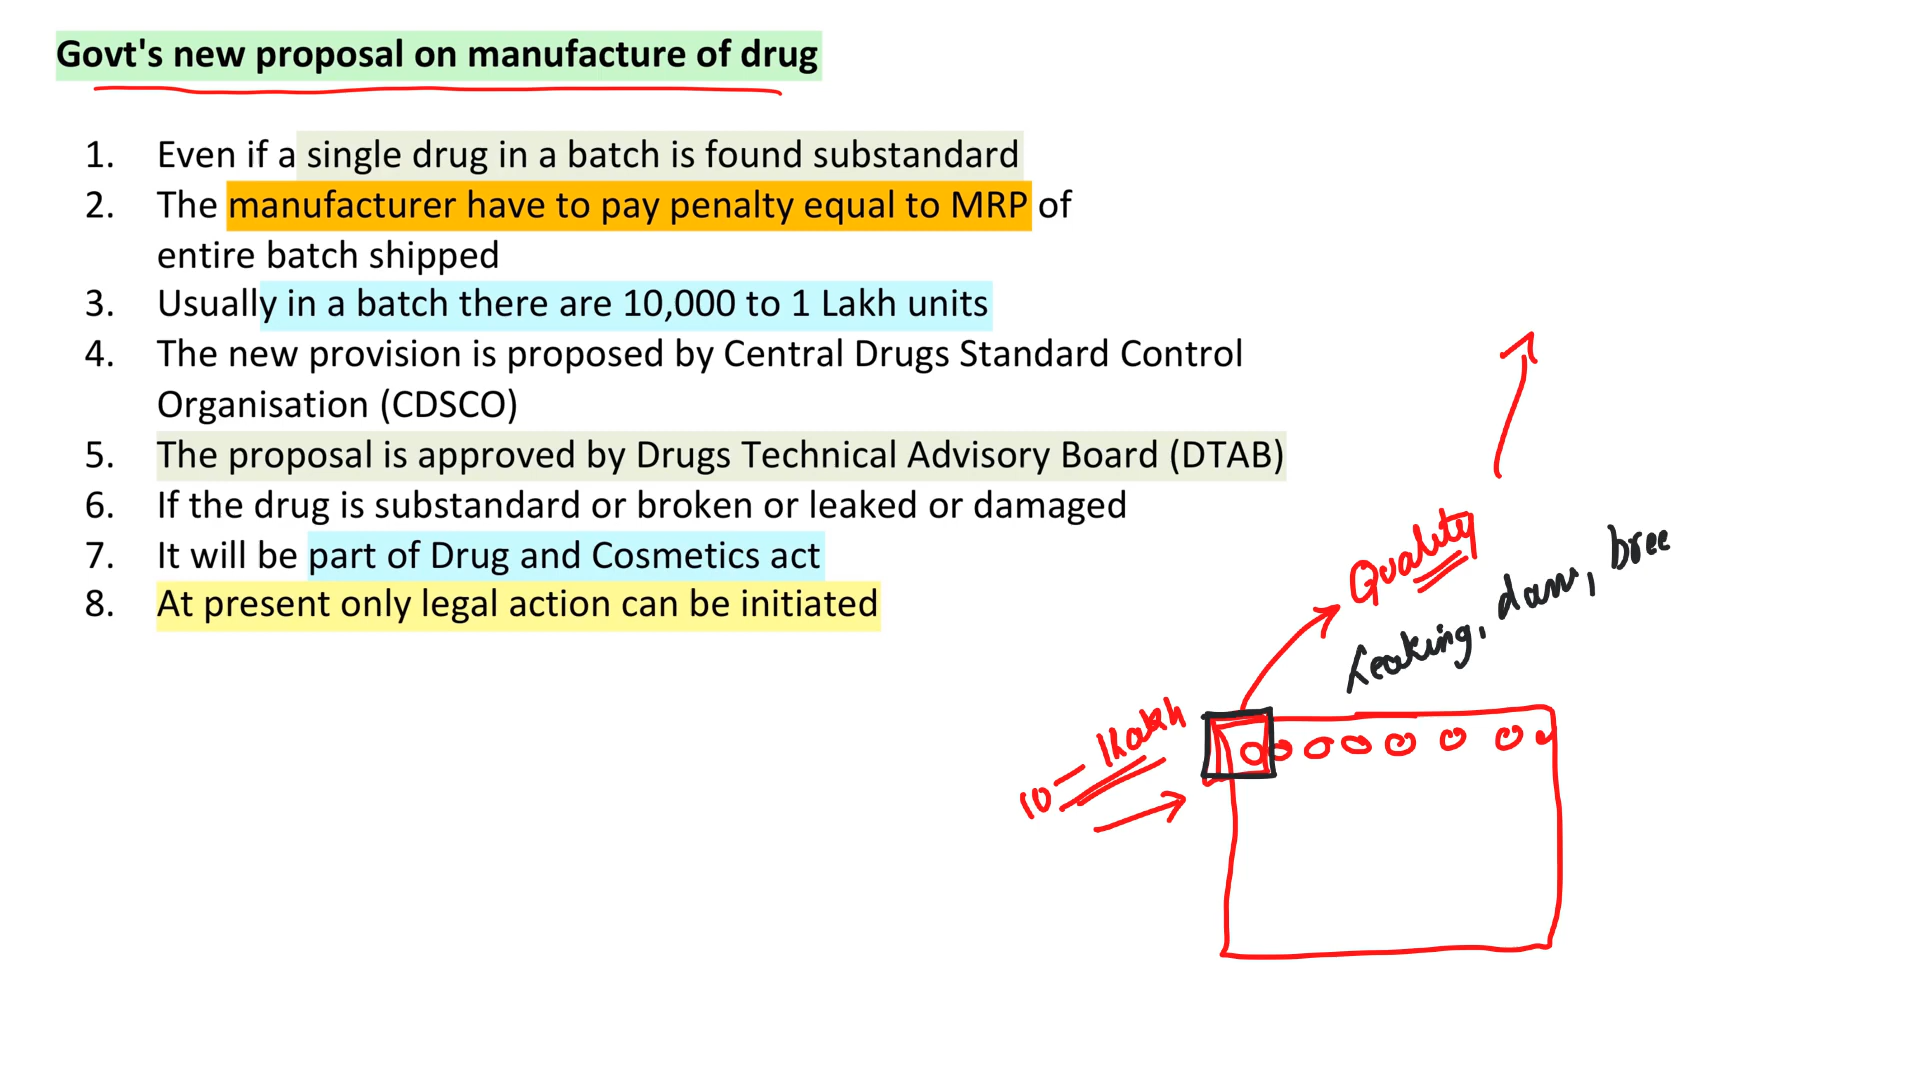 Govt's new proposal on manufacture of drug
1. Even if a single drug in a batch is found substandard
2. The manufacturer have to pay penalty equal to MRP of
entire batch shipped
3. Usually in a batch there are 10,000 to 1 Lakh units
4. The new provision is proposed by Central Drugs Standard Control
Organisation (CDSCO)
5. The proposal is approved by Drugs Technical Advisory Board (DTAB)
6. If the drug is substandard or broken or leaked or damaged
7. It will be part of Drug and Cosmetics act
8. At present only legal action can be initiated
Quality
Leaking, dam, bree
10 - 1 Lakh